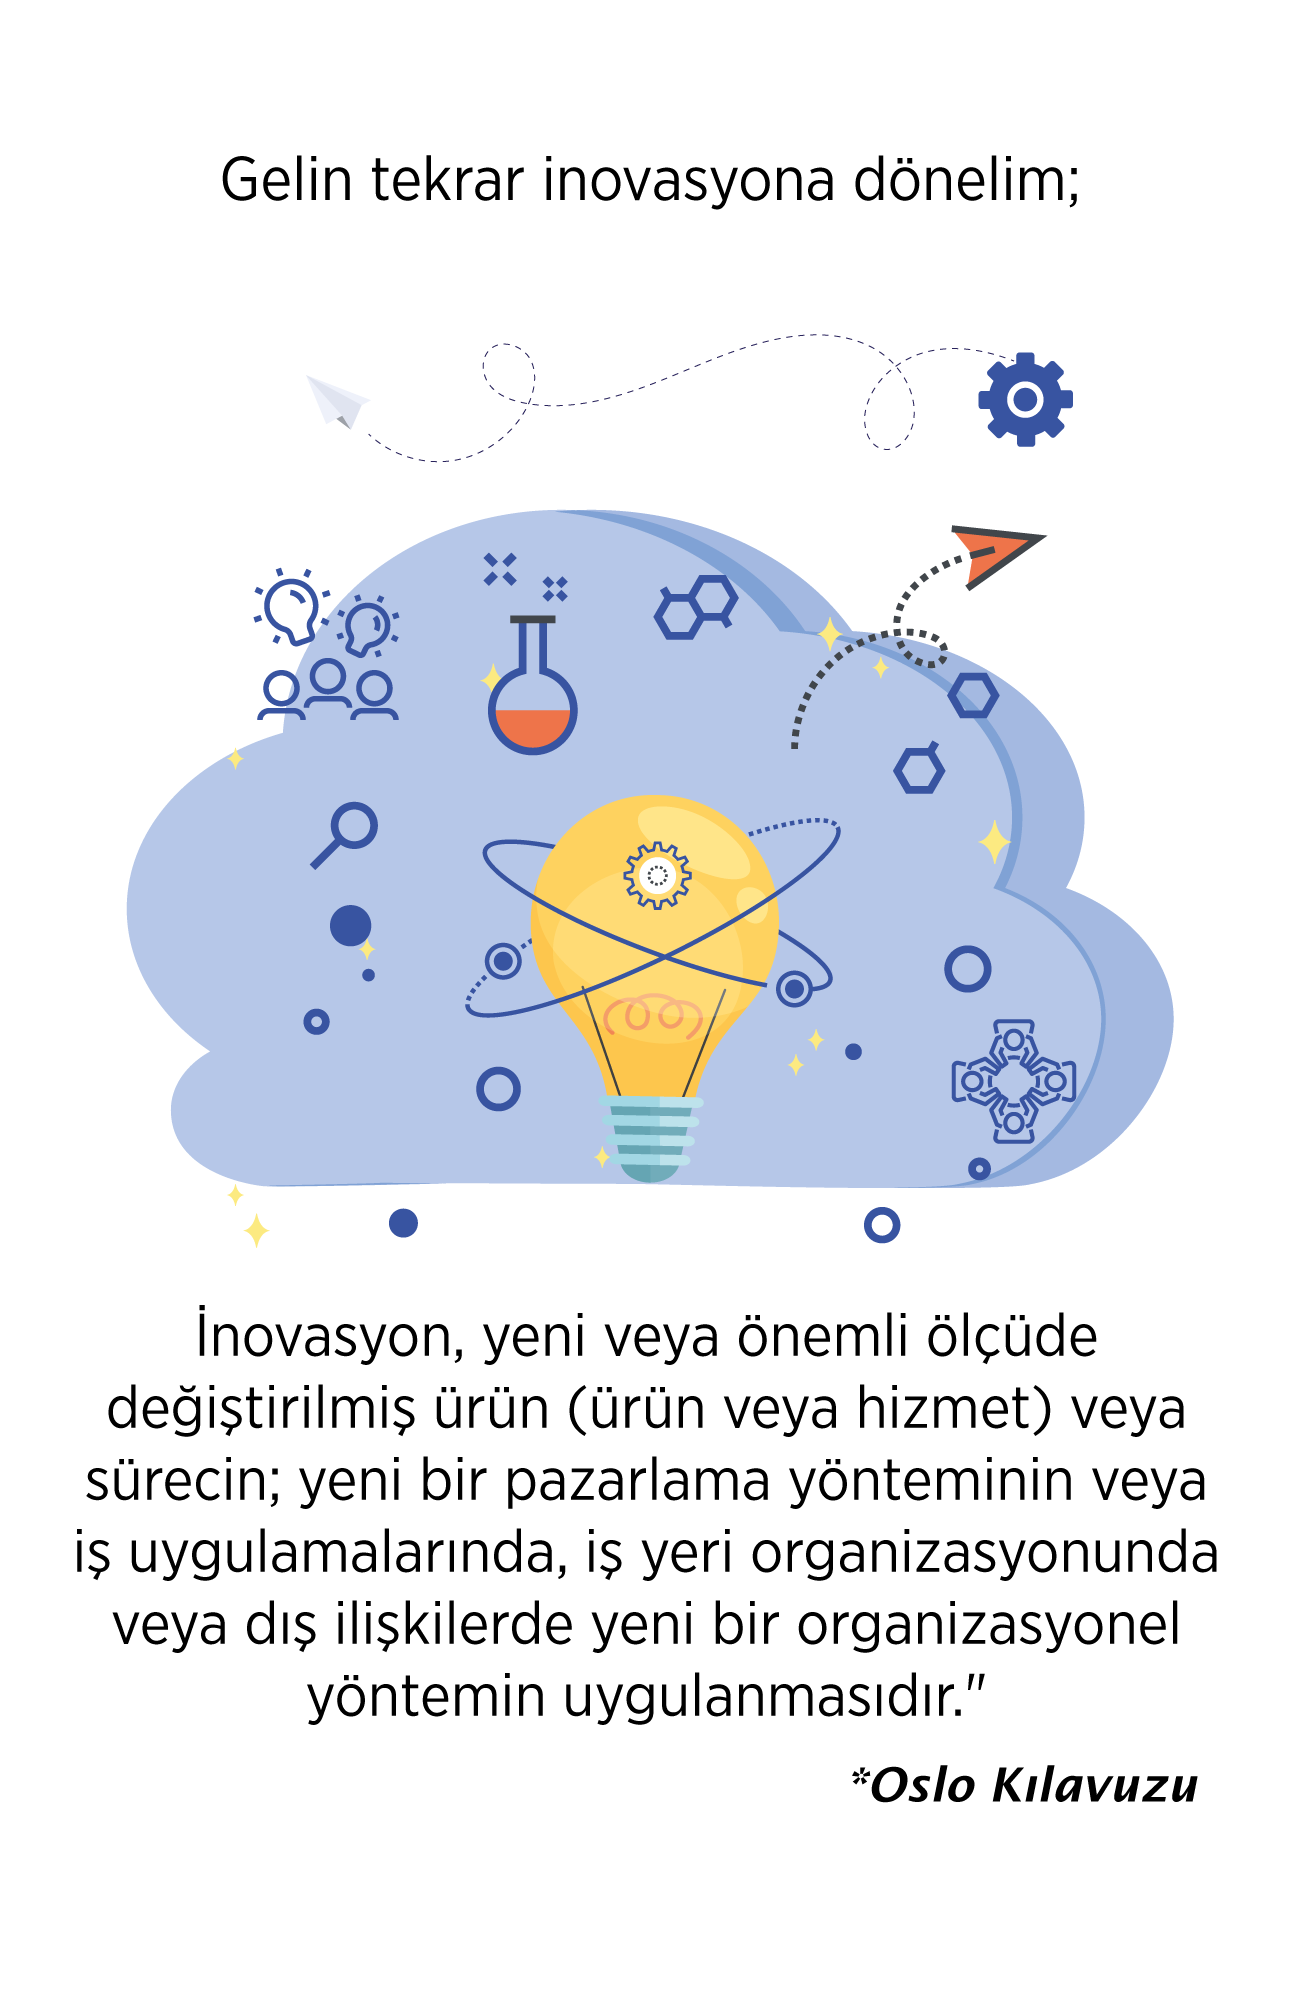 Gelin tekrar inovasyona dönelim;
İnovasyon, yeni veya önemli ölçüde
değiştirilmiş ürün (ürün veya hizmet) veya
sürecin; yeni bir pazarlama yönteminin veya
iş uygulamalarında, iş yeri organizasyonunda
veya dış ilişkilerde yeni bir organizasyonel
yöntemin uygulanmasıdır."
*Oslo Kılavuzu